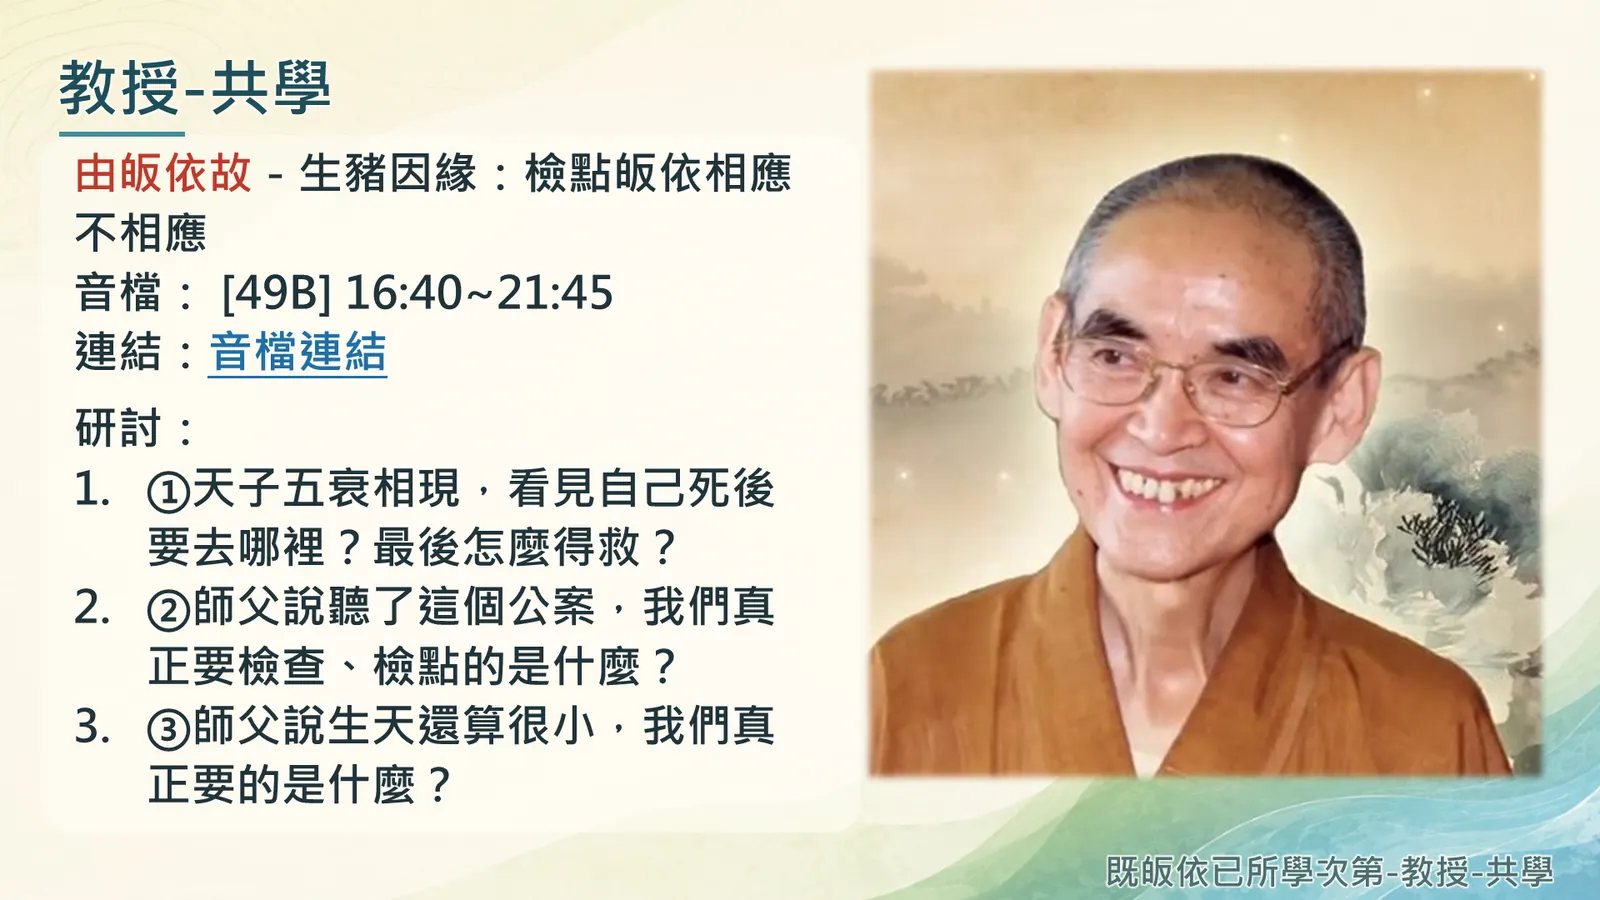 教授-共學
由皈依故 - 生豬因緣：檢點皈依相應
不相應
音檔： [49B] 16:40~21:45
連結：音檔連結
研討：
1. ①天子五衰相現，看見自己死後
要去哪裡？最後怎麼得救？
2. ②師父說聽了這個公案，我們真
正要檢查、檢點的是什麼？
3. ③師父說生天還算很小，我們真
正要的是什麼？
既皈依已所學次第-教授-共學